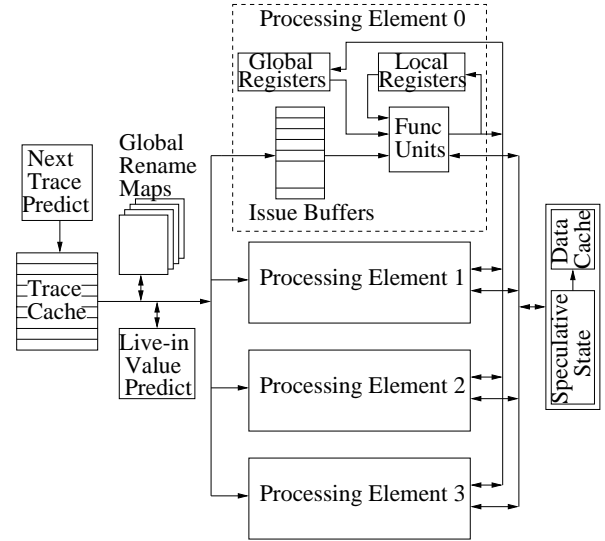 Processing Element 0
Global
Registers
Local
Registers
Func
Units
Issue Buffers
Next
Trace
Predict
Global
Rename
Maps
Trace
Cache
Live-in
Value
Predict
Processing Element 1
Processing Element 2
Processing Element 3
Data
Cache
Speculative
State